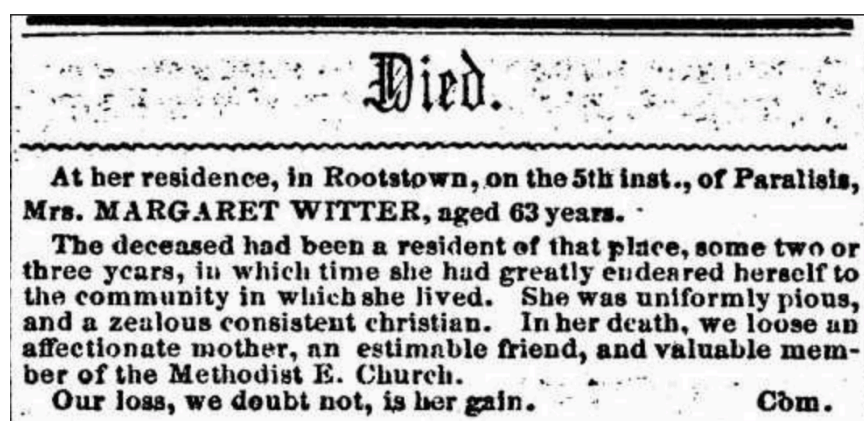 Died.
At her residence, in Rootstown, on the 5th inst., of Paralisis,
Mrs. MARGARET WITTER, aged 63 years.
The deceased had been a resident of that place, some two or
three years, in which time she had greatly endeared herself to
the community in which she lived. She was uniformly pious,
and a zealous consistent christian. In her death, we loose an
affectionate mother, an estimable friend, and valuable mem-
ber of the Methodist E. Church.
Our loss, we doubt not, is her gain. Com.